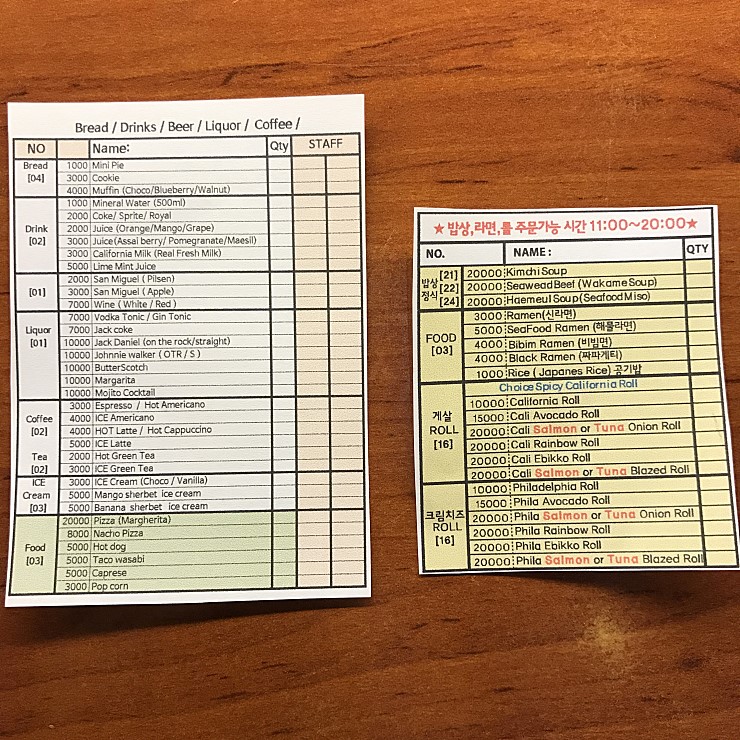 Bread / Drinks / Beer / Liquor / Coffee /
NO Name: Qty STAFF
Bread [04]
1000 Mini Pie
3000 Cookie
4000 Muffin (Choco/Blueberry/Walnut)
Drink [02]
1000 Mineral Water (500ml)
2000 Coke/ Sprite/ Royal
2000 Juice (Orange/Mango/Grape)
3000 Juice(Assai berry/ Pomegranate/Maesil)
3000 California Milk (Real Fresh Milk)
5000 Lime Mint Juice
[01]
2000 San Miguel ( Pilsen)
3000 San Miguel ( Apple)
7000 Wine ( White / Red )
Liquor [01]
7000 Vodka Tonic / Gin Tonic
7000 Jack coke
10000 Jack Daniel (on the rock/straight)
10000 Johnnie walker ( OTR / S )
10000 ButterScotch
10000 Margarita
10000 Mojito Cocktail
Coffee [02]
3000 Espresso / Hot Americano
4000 ICE Americano
4000 HOT Latte / Hot Cappuccino
5000 ICE Latte
Tea [02]
2000 Hot Green Tea
3000 ICE Green Tea
ICE Cream [03]
3000 ICE Cream (Choco / Vanilla)
5000 Mango sherbet ice cream
5000 Banana sherbet ice cream
Food [03]
20000 Pizza (Margherita)
8000 Nacho Pizza
5000 Hot dog
5000 Taco wasabi
5000 Caprese
3000 Pop corn
★ 밥상,라면,롤 주문가능 시간 11:00~20:00★
NO. NAME : QTY
밥상 정식
[21] 20000 Kimchi Soup
[22] 20000 Seawead Beef (Wakame Soup)
[24] 20000 Haemeul Soup (Seafood Miso)
FOOD [03]
3000 Ramen(신라면)
5000 SeaFood Ramen (해물라면)
4000 Bibim Ramen (비빔면)
4000 Black Ramen (짜파게티)
1000 Rice ( Japanes Rice) 공기밥
Choice Spicy California Roll
게살 ROLL [16]
10000 California Roll
15000 Cali Avocado Roll
20000 Cali Salmon or Tuna Onion Roll
20000 Cali Rainbow Roll
20000 Cali Ebikko Roll
20000 Cali Salmon or Tuna Blazed Roll
크림치즈 ROLL [16]
10000 Philadelphia Roll
15000 Phila Avocado Roll
20000 Phila Salmon or Tuna Onion Roll
20000 Phila Rainbow Roll
20000 Phila Ebikko Roll
20000 Phila Salmon or Tuna Blazed Roll